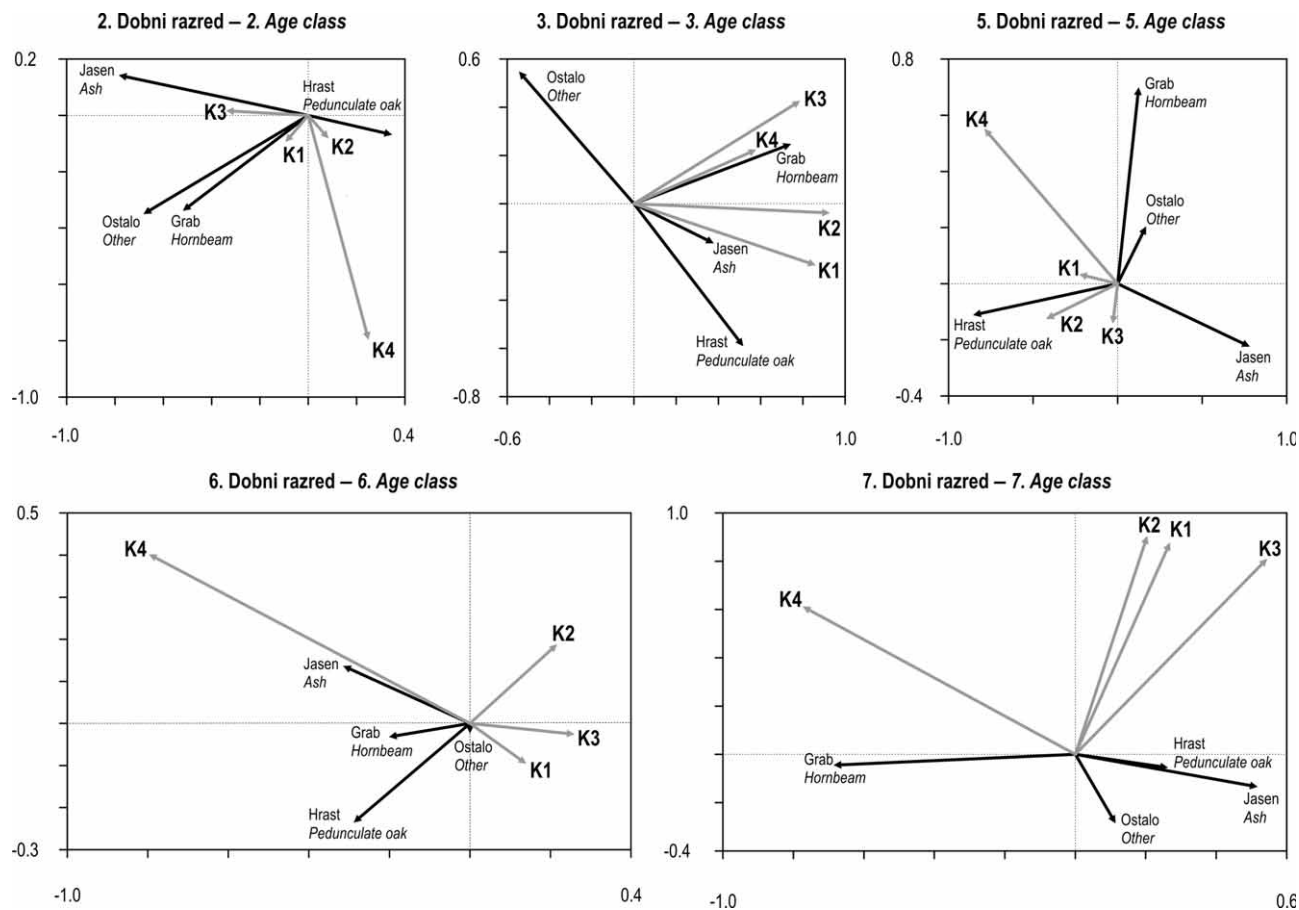 2. Dobni razred – 2. Age class
0.2
Jasen
Ash
Hrast
Pedunculate oak
K3
K1
K2
Ostalo
Other
Grab
Hornbeam
K4
-1.0
-1.0
0.4
3. Dobni razred – 3. Age class
0.6
Ostalo
Other
K3
K4
Grab
Hornbeam
K2
Jasen
Ash
K1
Hrast
Pedunculate oak
-0.8
-0.6
1.0
5. Dobni razred – 5. Age class
0.8
Grab
Hornbeam
K4
Ostalo
Other
K1
Hrast
Pedunculate oak
K2
K3
Jasen
Ash
-0.4
-1.0
1.0
6. Dobni razred – 6. Age class
0.5
K4
K2
Jasen
Ash
Grab
Hornbeam
Ostalo
Other
K3
K1
Hrast
Pedunculate oak
-0.3
-1.0
0.4
7. Dobni razred – 7. Age class
1.0
K2
K1
K3
K4
Grab
Hornbeam
Hrast
Pedunculate oak
Jasen
Ash
Ostalo
Other
-0.4
-1.0
0.6